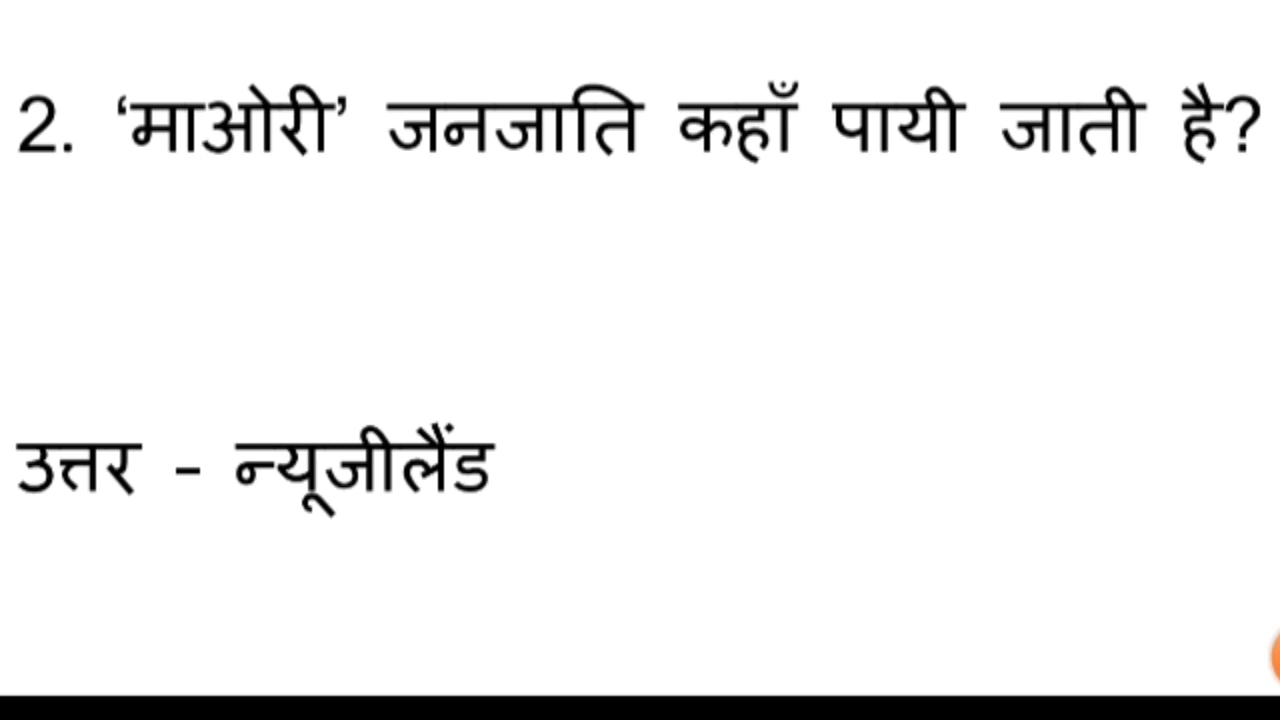 2. ‘माओरी’ जनजाति कहाँ पायी जाती है?
उत्तर - न्यूजीलैंड